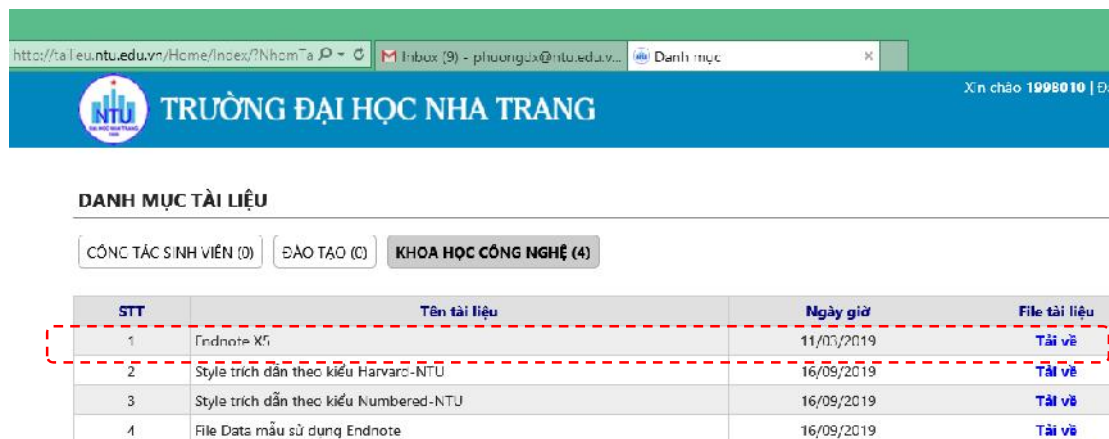 http://tailieu.ntu.edu.vn/Home/Index/?NhomTa
Inbox (9) - phuongdx@ntu.edu.v...
Danh mục
NTU
TRƯỜNG ĐẠI HỌC NHA TRANG
Xin chào 1998010 | Đ
DANH MỤC TÀI LIỆU
CÔNG TÁC SINH VIÊN (0) ĐÀO TẠO (0) KHOA HỌC CÔNG NGHỆ (4)
STT Tên tài liệu Ngày giờ File tài liệu
1 Endnote X5 11/03/2019 Tải về
2 Style trích dẫn theo kiểu Harvard-NTU 16/09/2019 Tải về
3 Style trích dẫn theo kiểu Numbered-NTU 16/09/2019 Tải về
4 File Data mẫu sử dụng Endnote 16/09/2019 Tải về